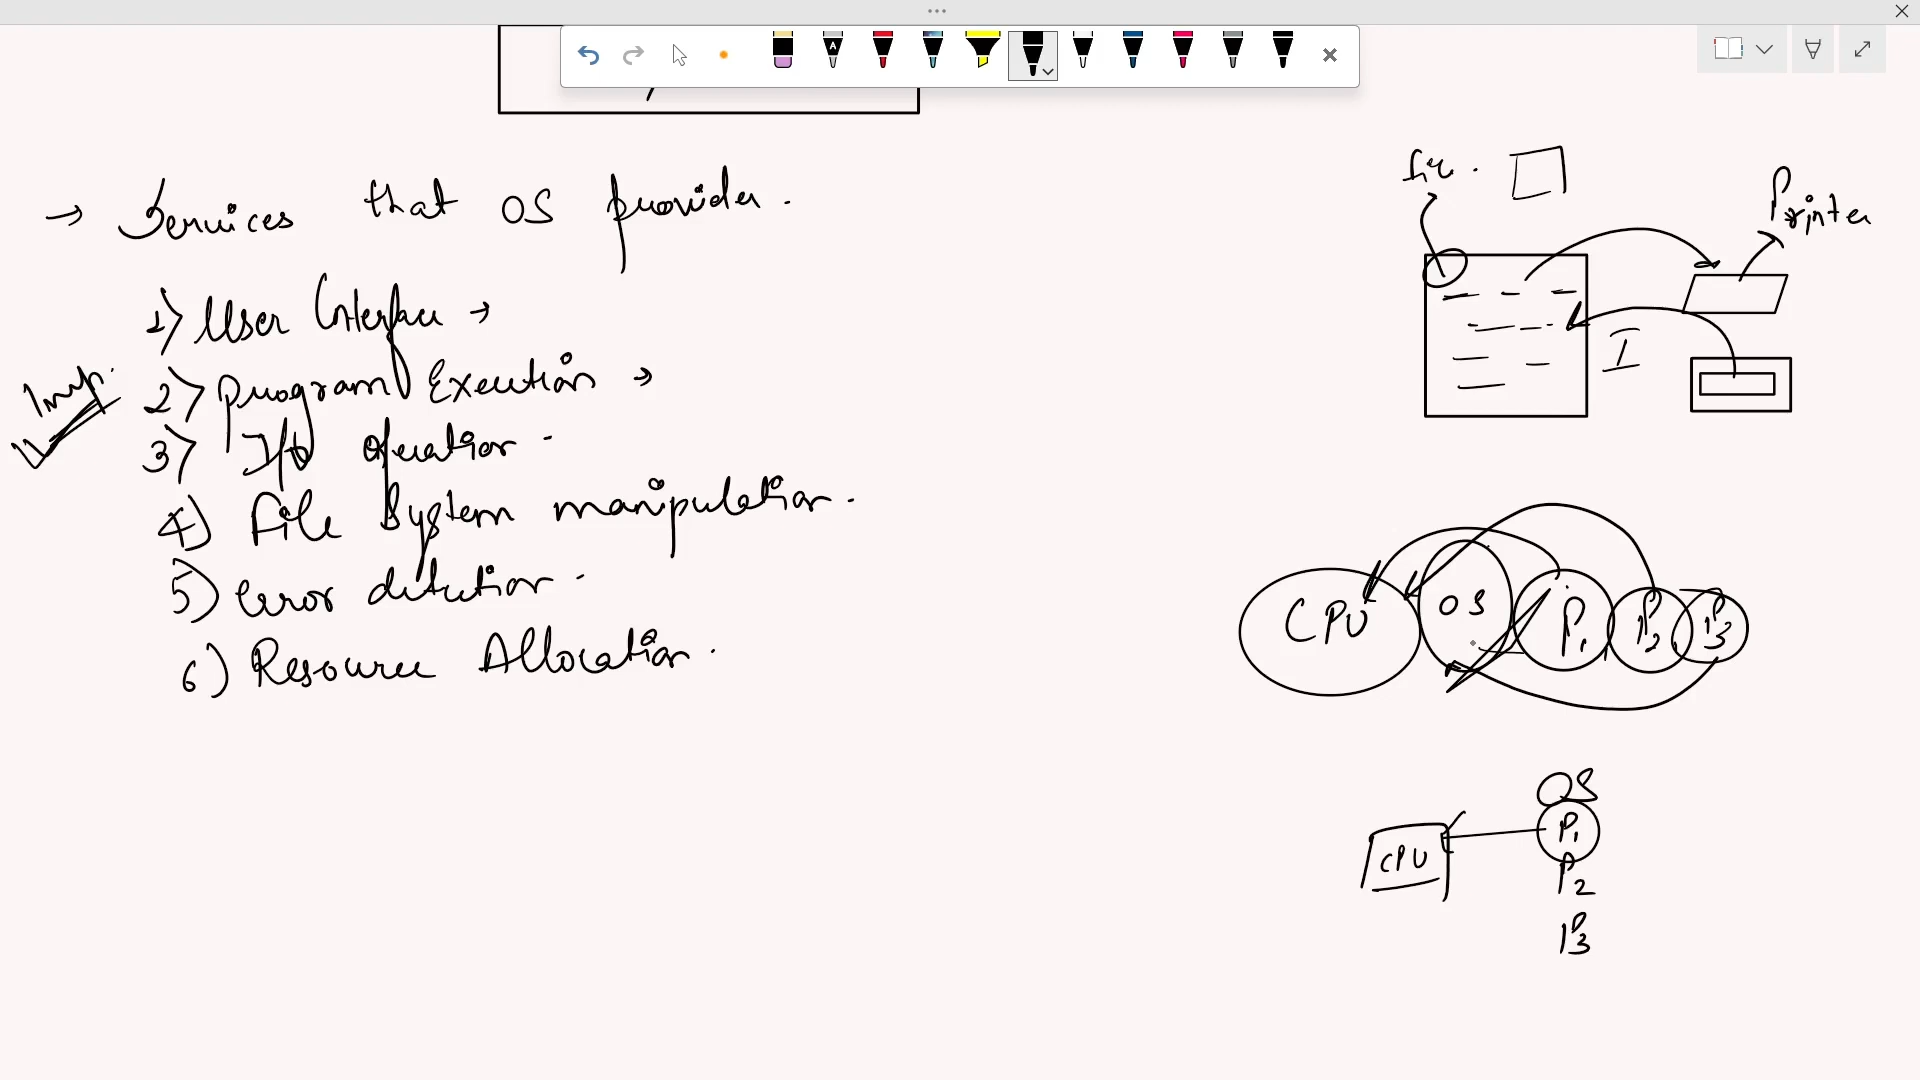 → Services that OS provider.
1) User Interface →
Imp.
2) Program Execution →
3) I/O Operation -
4) File System manipulation.
5) Error detection -
6) Resource Allocation.
Printer
I
CPU
OS
P1
P2
P3
OS
CPU
P1
P2
P3